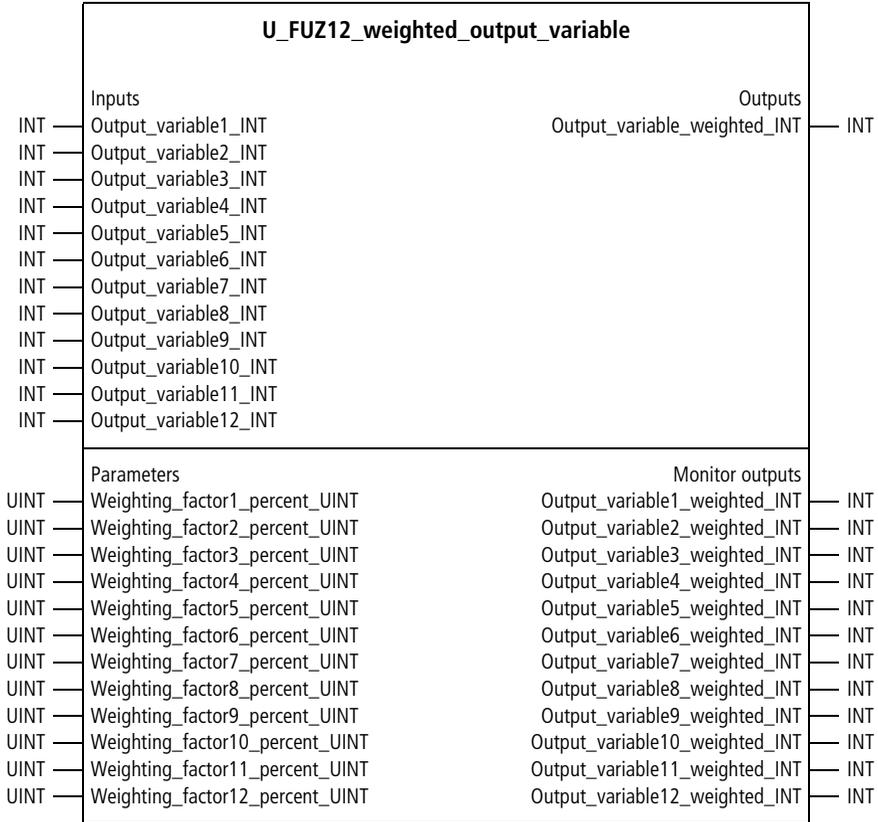 U_FUZ12_weighted_output_variable
Inputs Outputs
INT Output_variable1_INT Output_variable_weighted_INT INT
INT Output_variable2_INT
INT Output_variable3_INT
INT Output_variable4_INT
INT Output_variable5_INT
INT Output_variable6_INT
INT Output_variable7_INT
INT Output_variable8_INT
INT Output_variable9_INT
INT Output_variable10_INT
INT Output_variable11_INT
INT Output_variable12_INT
Parameters Monitor outputs
UINT Weighting_factor1_percent_UINT Output_variable1_weighted_INT INT
UINT Weighting_factor2_percent_UINT Output_variable2_weighted_INT INT
UINT Weighting_factor3_percent_UINT Output_variable3_weighted_INT INT
UINT Weighting_factor4_percent_UINT Output_variable4_weighted_INT INT
UINT Weighting_factor5_percent_UINT Output_variable5_weighted_INT INT
UINT Weighting_factor6_percent_UINT Output_variable6_weighted_INT INT
UINT Weighting_factor7_percent_UINT Output_variable7_weighted_INT INT
UINT Weighting_factor8_percent_UINT Output_variable8_weighted_INT INT
UINT Weighting_factor9_percent_UINT Output_variable9_weighted_INT INT
UINT Weighting_factor10_percent_UINT Output_variable10_weighted_INT INT
UINT Weighting_factor11_percent_UINT Output_variable11_weighted_INT INT
UINT Weighting_factor12_percent_UINT Output_variable12_weighted_INT INT